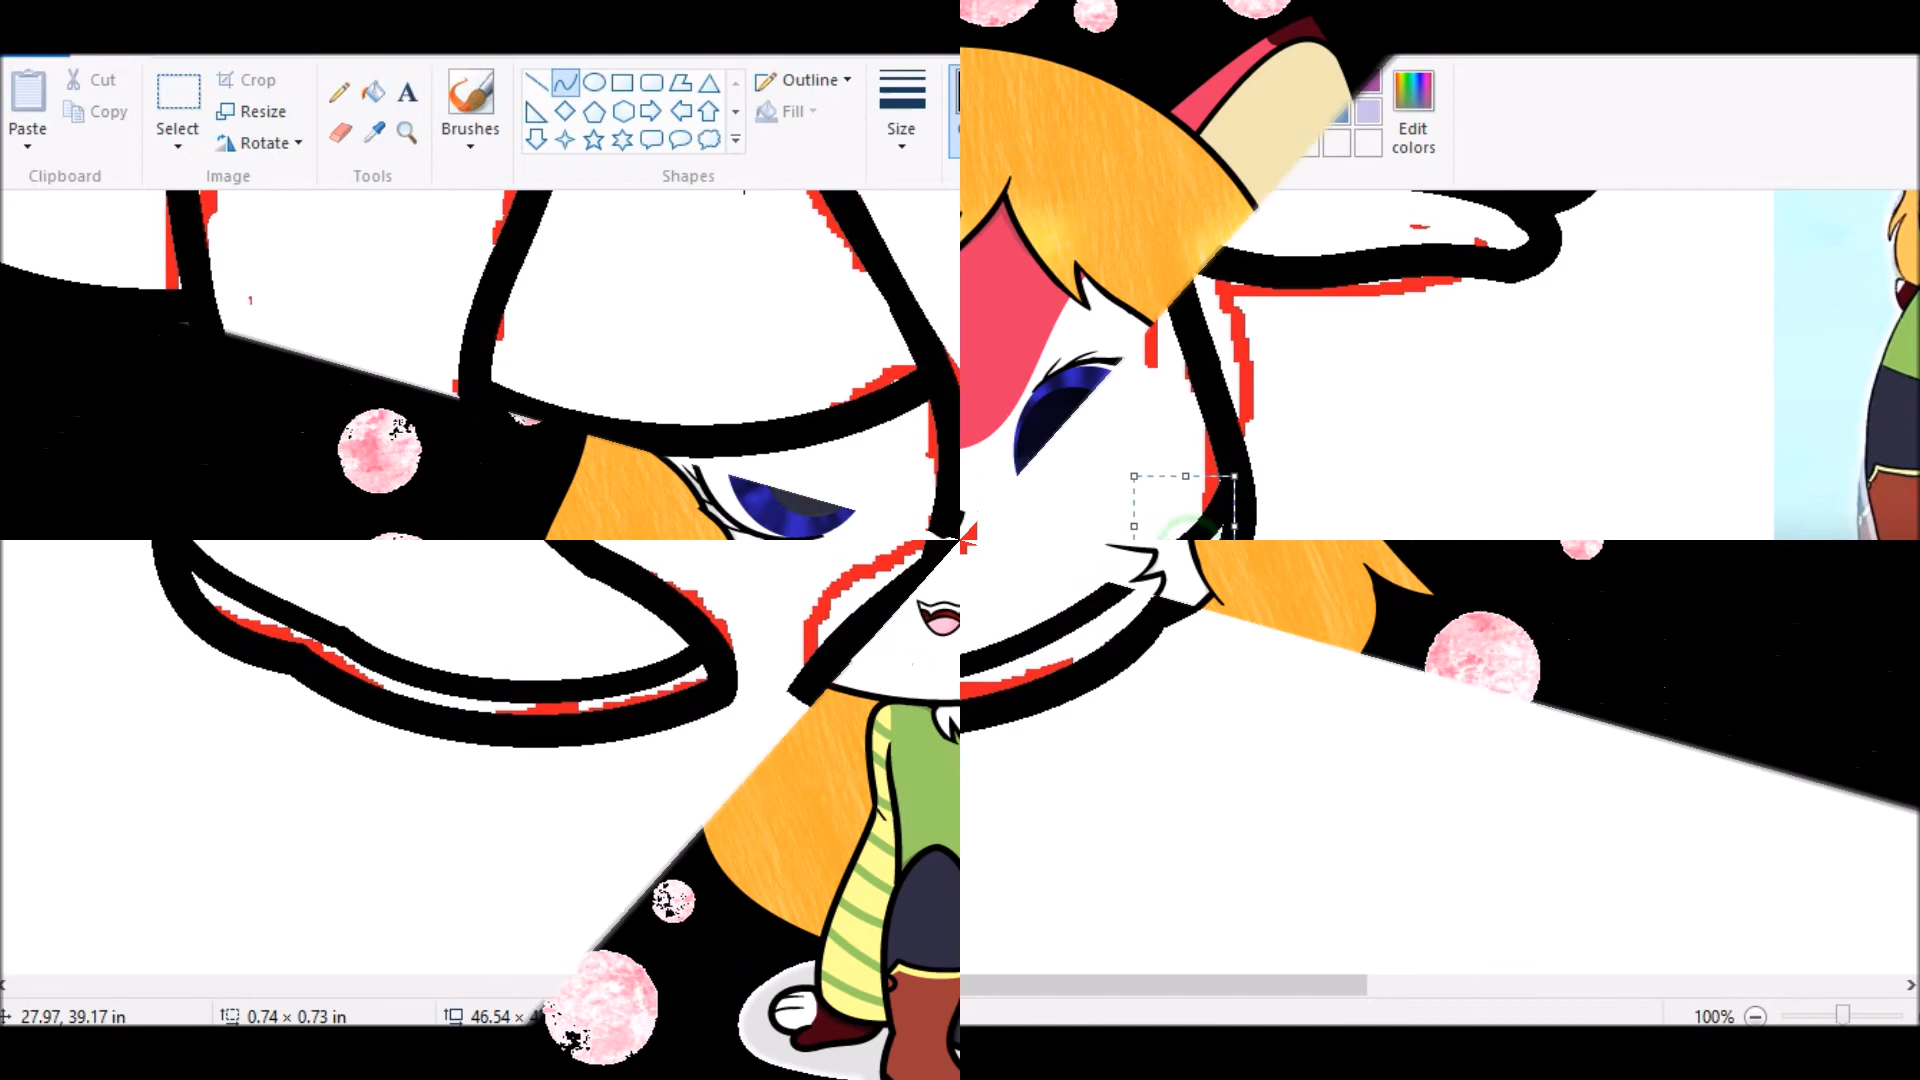 Cut
Crop
Outline
Copy
Resize
Fill
Paste
Select
Rotate
Brushes
Size
Edit
colors
Clipboard
Image
Tools
Shapes
27.97, 39.17 in
0.74 × 0.73 in
46.54 ×
100%